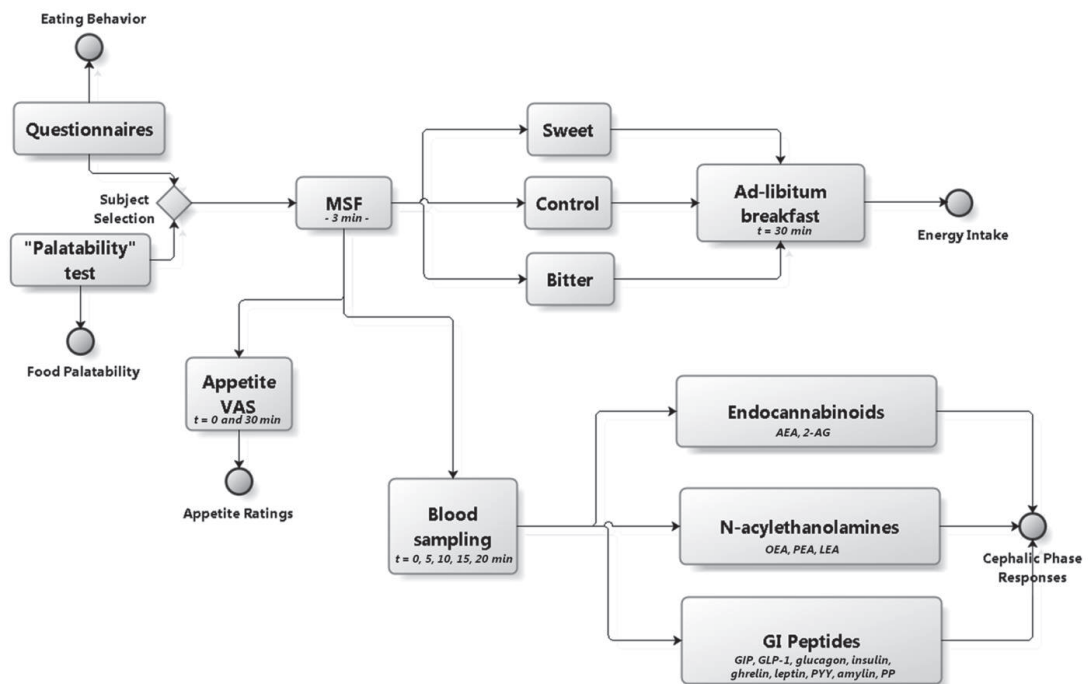 Eating Behavior
Questionnaires
Subject
Selection
"Palatability"
test
Food Palatability
MSF
- 3 min -
Sweet
Control
Bitter
Ad-libitum
breakfast
t = 30 min
Energy Intake
Appetite
VAS
t = 0 and 30 min
Appetite Ratings
Blood
sampling
t = 0, 5, 10, 15, 20 min
Endocannabinoids
AEA, 2-AG
N-acylethanolamines
OEA, PEA, LEA
GI Peptides
GIP, GLP-1, glucagon, insulin,
ghrelin, leptin, PYY, amylin, PP
Cephalic Phase
Responses